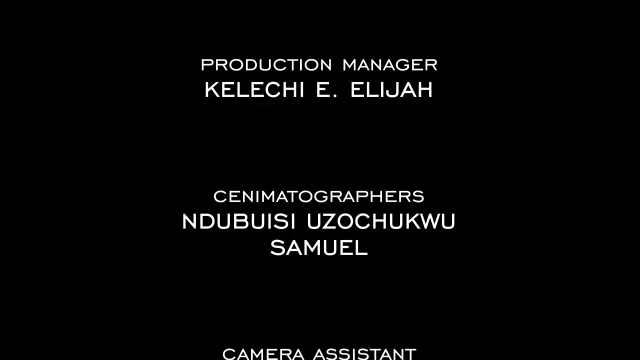 PRODUCTION MANAGER
KELECHI E. ELIJAH
CENIMATOGRAPHERS
NDUBUISI UZOCHUKWU
SAMUEL
CAMERA ASSISTANT